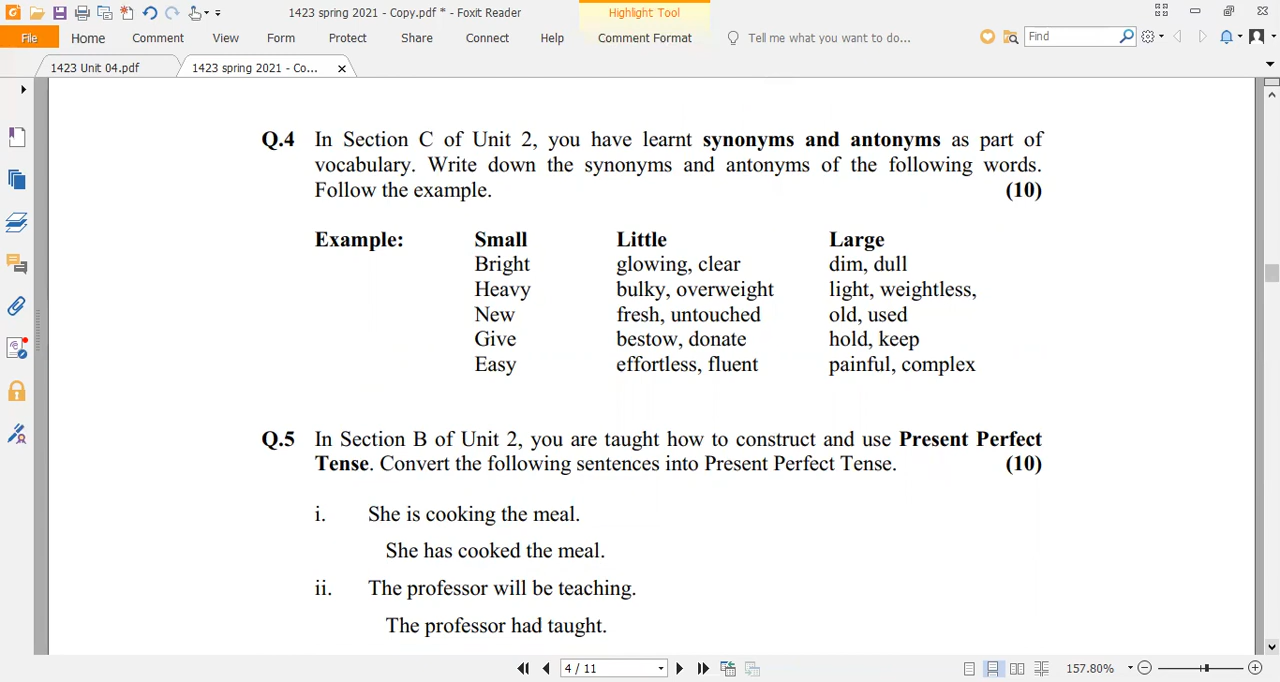 1423 spring 2021 - Copy.pdf * - Foxit Reader
Highlight Tool
File Home Comment View Form Protect Share Connect Help Comment Format Tell me what you want to do... Find
1423 Unit 04.pdf 1423 spring 2021 - Co...
Q.4 In Section C of Unit 2, you have learnt synonyms and antonyms as part of
vocabulary. Write down the synonyms and antonyms of the following words.
Follow the example. (10)
Example: Small Little Large
Bright glowing, clear dim, dull
Heavy bulky, overweight light, weightless,
New fresh, untouched old, used
Give bestow, donate hold, keep
Easy effortless, fluent painful, complex
Q.5 In Section B of Unit 2, you are taught how to construct and use Present Perfect
Tense. Convert the following sentences into Present Perfect Tense. (10)
i. She is cooking the meal.
She has cooked the meal.
ii. The professor will be teaching.
The professor had taught.
4 / 11 157.80%